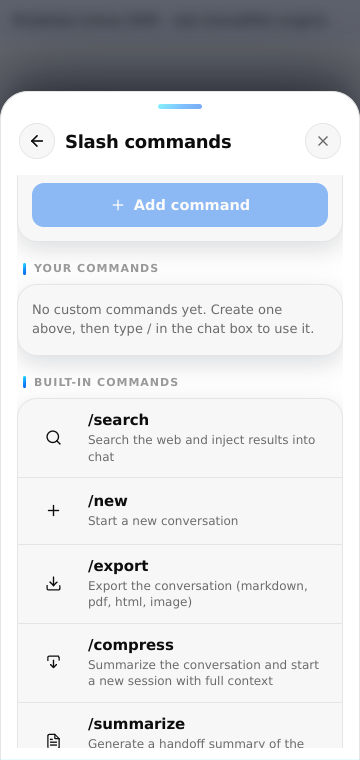 Slash commands
+ Add command
YOUR COMMANDS
No custom commands yet. Create one
above, then type / in the chat box to use it.
BUILT-IN COMMANDS
/search
Search the web and inject results into
chat
/new
Start a new conversation
/export
Export the conversation (markdown,
pdf, html, image)
/compress
Summarize the conversation and start
a new session with full context
/summarize
Generate a handoff summary of the